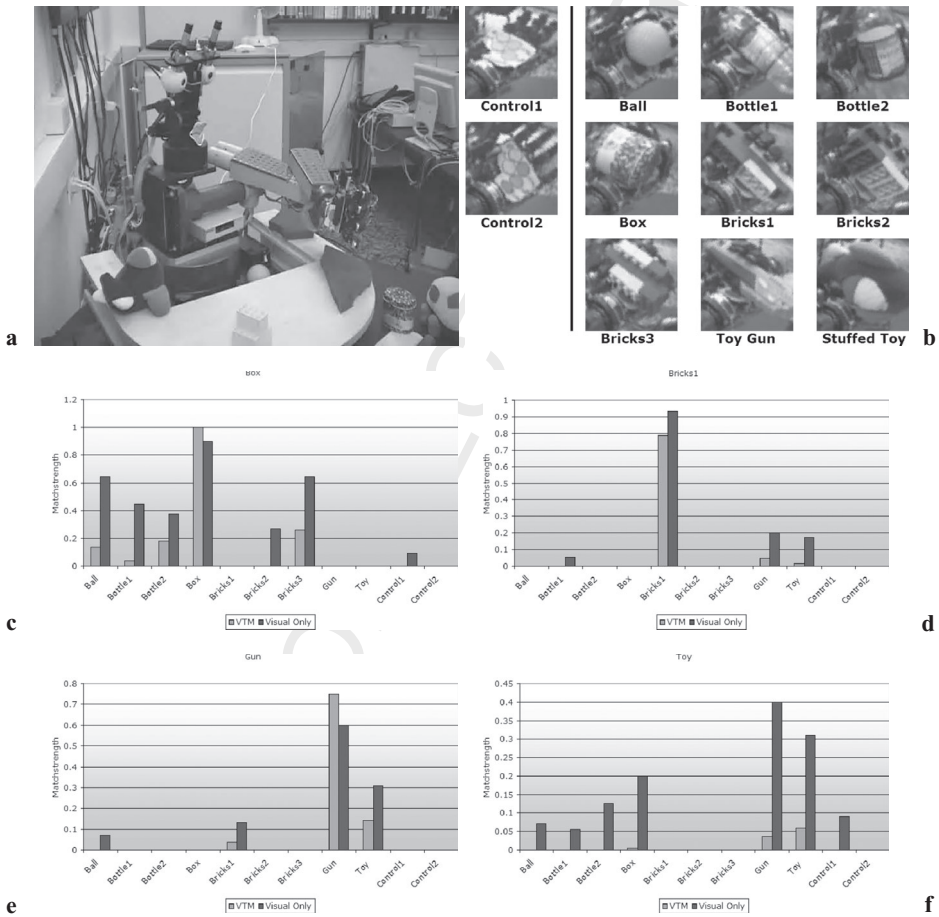 Control1
Ball
Bottle1
Bottle2
Control2
Box
Bricks1
Bricks2
Bricks3
Toy Gun
Stuffed Toy
a
b
Box
1.2
1
0.8
0.6
0.4
0.2
0
Matchstrength
Ball
Bottle1
Bottle2
Box
Bricks1
Bricks2
Bricks3
Gun
Toy
Control1
Control2
VTM Visual Only
c
Bricks1
1
0.9
0.8
0.7
0.6
0.5
0.4
0.3
0.2
0.1
0
Matchstrength
Ball
Bottle1
Bottle2
Box
Bricks1
Bricks2
Bricks3
Gun
Toy
Control1
Control2
VTM Visual Only
d
Gun
0.8
0.7
0.6
0.5
0.4
0.3
0.2
0.1
0
Matchstrength
Ball
Bottle1
Bottle2
Box
Bricks1
Bricks2
Bricks3
Gun
Toy
Control1
Control2
VTM Visual Only
e
Toy
0.45
0.4
0.35
0.3
0.25
0.2
0.15
0.1
0.05
0
Matchstrength
Ball
Bottle1
Bottle2
Box
Bricks1
Bricks2
Bricks3
Gun
Toy
Control1
Control2
VTM Visual Only
f